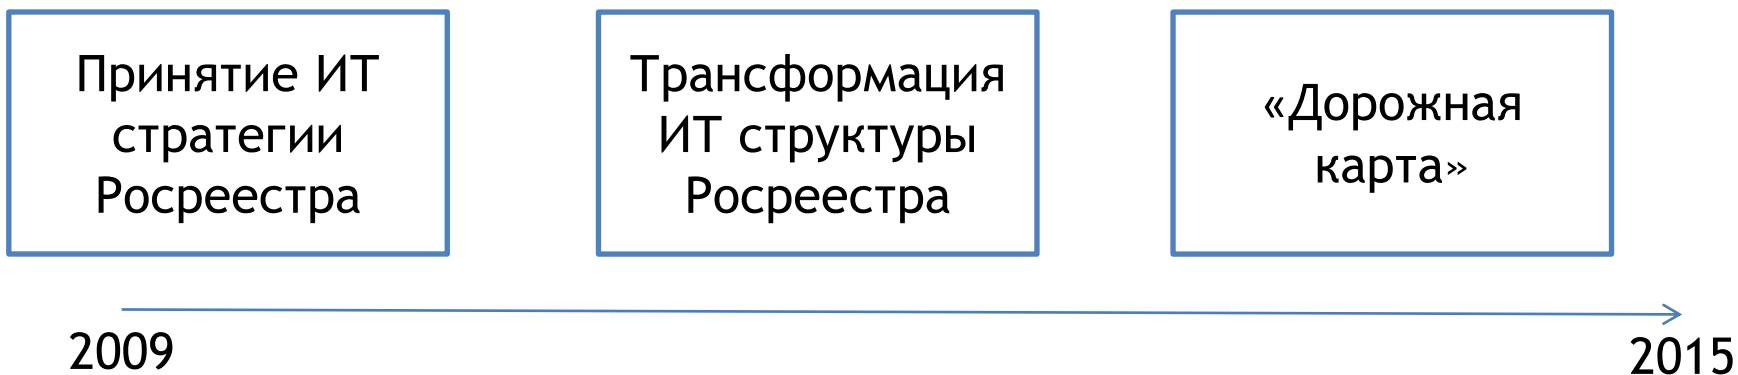 Принятие ИТ
стратегии
Росреестра
Трансформация
ИТ структуры
Росреестра
«Дорожная
карта»
2009
2015